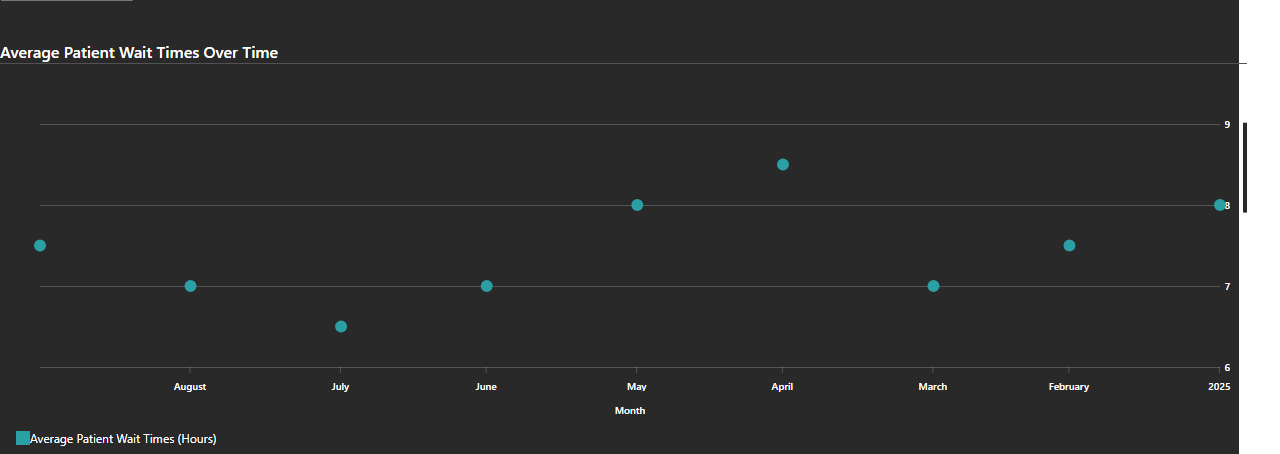 Average Patient Wait Times Over Time
9
8
7
6
August July June May April March February 2025
Month
Average Patient Wait Times (Hours)